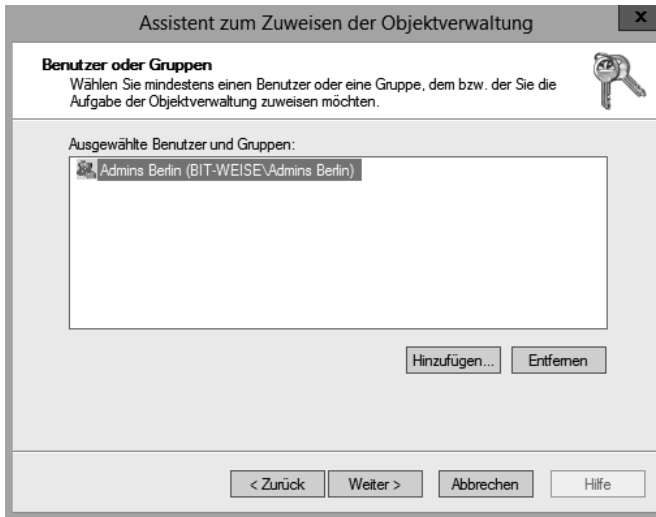 Assistent zum Zuweisen der Objektverwaltung
x
Benutzer oder Gruppen
Wählen Sie mindestens einen Benutzer oder eine Gruppe, dem bzw. der Sie die
Aufgabe der Objektverwaltung zuweisen möchten.
Ausgewählte Benutzer und Gruppen:
Admins Berlin (BIT-WEISE\Admins Berlin)
Hinzufügen... Entfernen
< Zurück Weiter > Abbrechen Hilfe